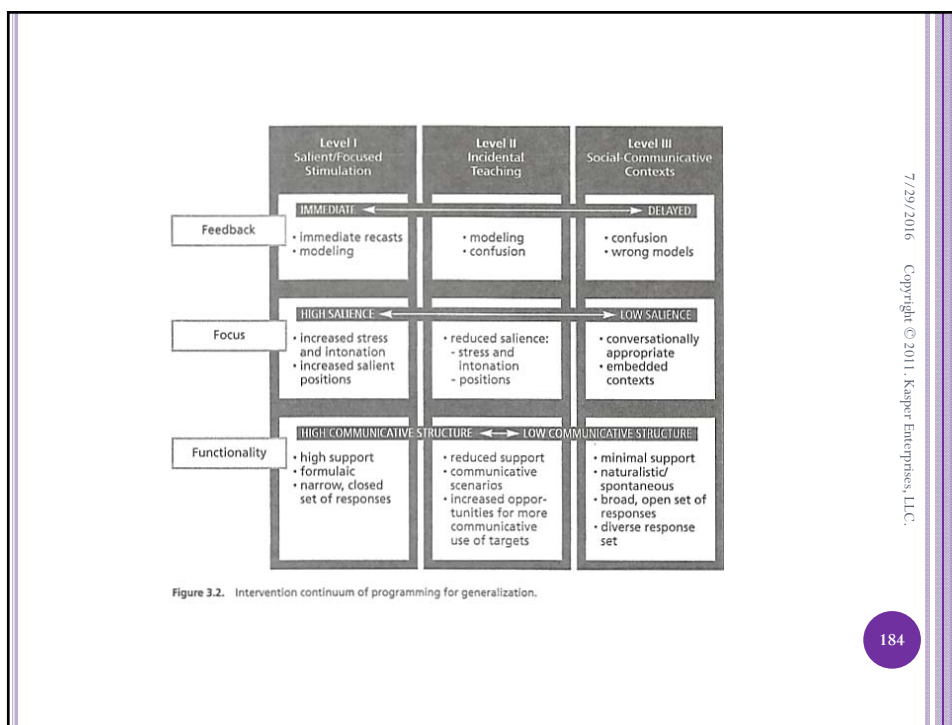 Level I
Salient/Focused
Stimulation
Level II
Incidental
Teaching
Level III
Social-Communicative
Contexts
Feedback
IMMEDIATE
DELAYED
• immediate recasts
• modeling
• modeling
• confusion
• confusion
• wrong models
Focus
HIGH SALIENCE
LOW SALIENCE
• increased stress
and intonation
• increased salient
positions
• reduced salience:
- stress and
intonation
- positions
• conversationally
appropriate
• embedded
contexts
Functionality
HIGH COMMUNICATIVE STRUCTURE
LOW COMMUNICATIVE STRUCTURE
• high support
• formulaic
• narrow, closed
set of responses
• reduced support
• communicative
scenarios
• increased oppor-
tunities for more
communicative
use of targets
• minimal support
• naturalistic/
spontaneous
• broad, open set of
responses
• diverse response
set
Figure 3.2. Intervention continuum of programming for generalization.
7/29/2016 Copyright © 2011. Kasper Enterprises, LLC.
184